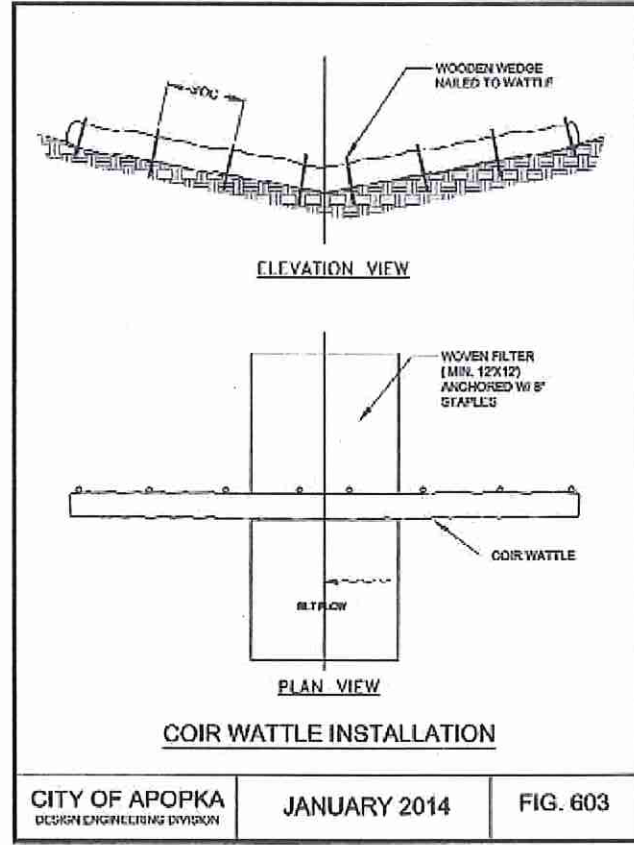 WOODEN WEDGE
NAILED TO WATTLE
ELEVATION VIEW
WOVEN FILTER
(MIN. 12'X12')
ANCHORED W/ 8"
STAPLES
COIR WATTLE
FLOW
PLAN VIEW
COIR WATTLE INSTALLATION
CITY OF APOPKA
DESIGN ENGINEERING DIVISION
JANUARY 2014
FIG. 603